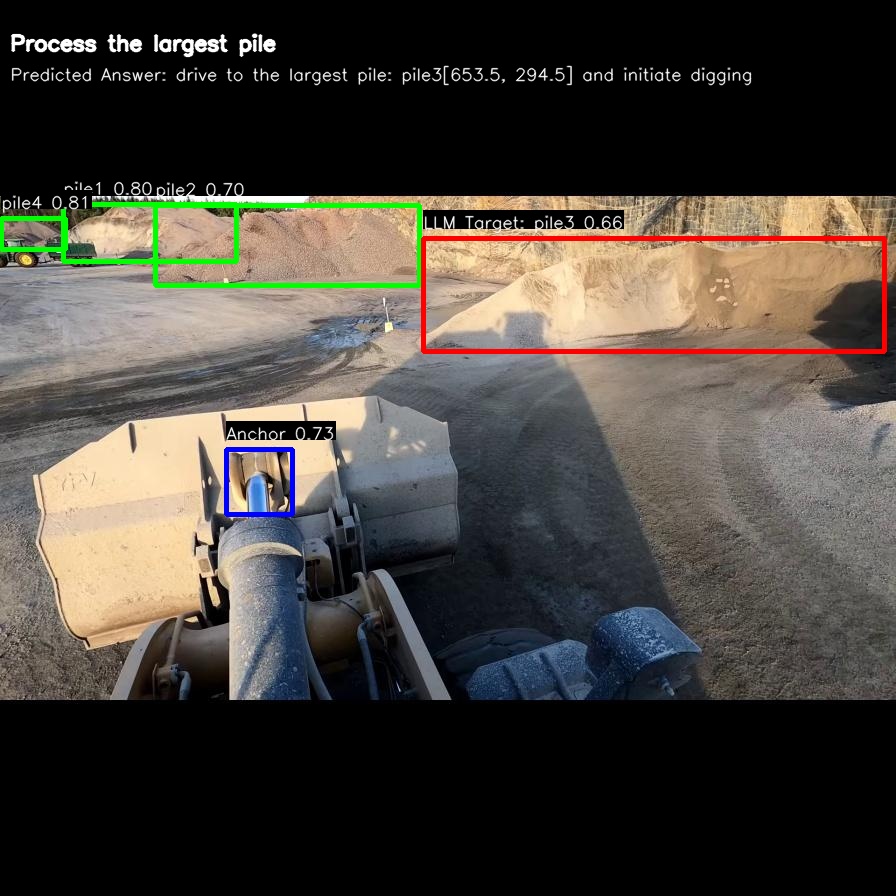 Process the largest pile
Predicted Answer: drive to the largest pile: pile3[653.5, 294.5] and initiate digging
pile1 0.80
pile2 0.70
pile4 0.81
LLM Target: pile3 0.66
Anchor 0.73